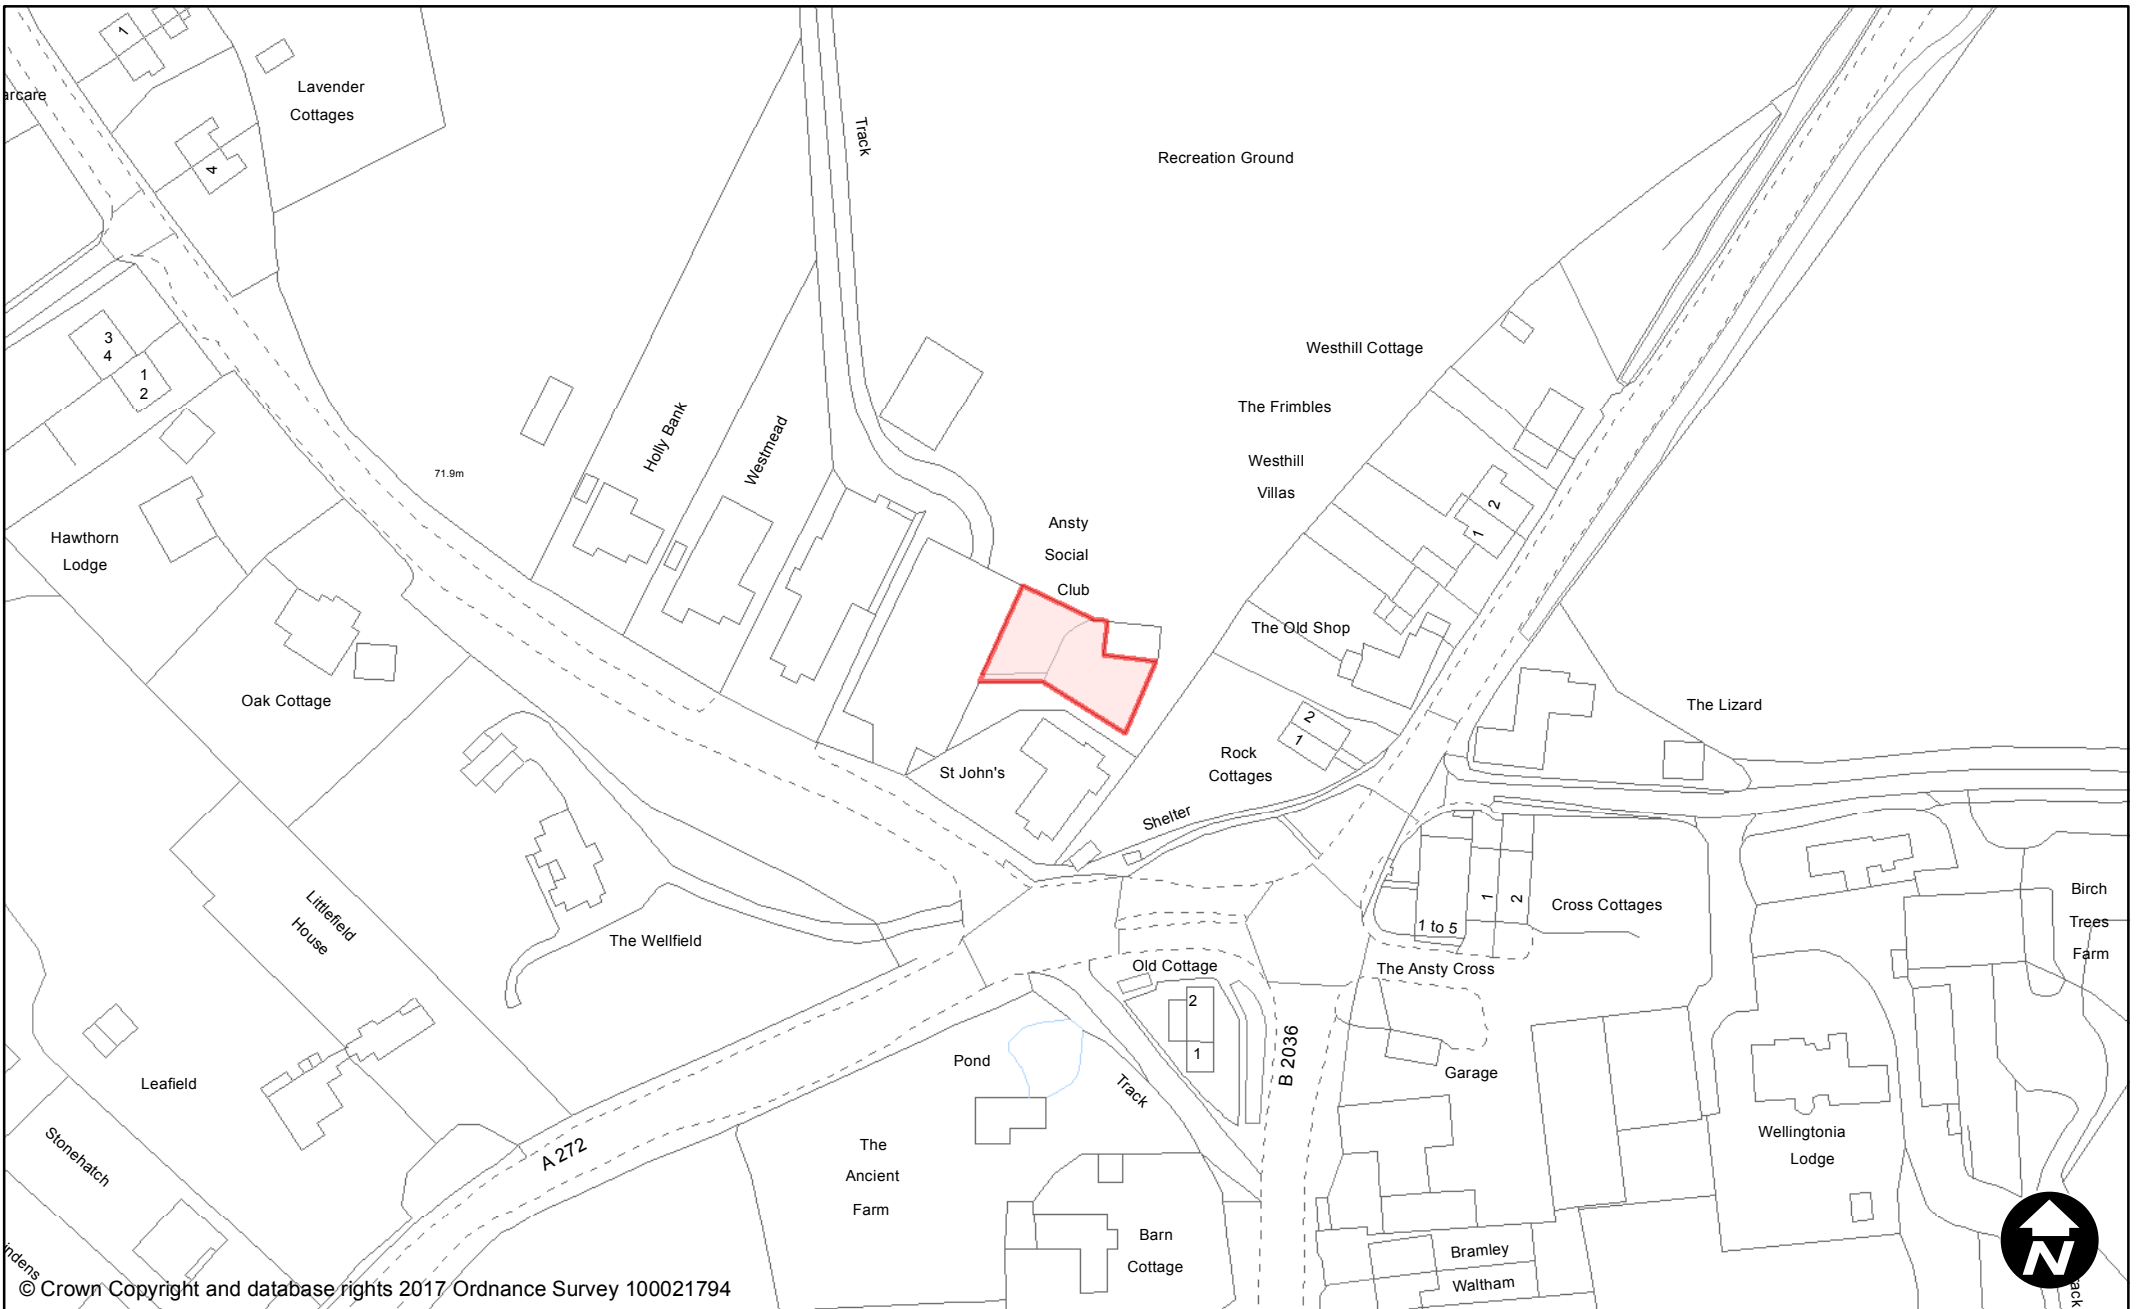 1
arcare
Lavender
Cottages
Track
4
Recreation Ground
3
4
1
2
Westhill Cottage
The Frimbles
Holly Bank
Westmead
71.9m
Westhill
Villas
2
1
Ansty
Social
Club
Hawthorn
Lodge
The Old Shop
Oak Cottage
The Lizard
2
1
Rock
Cottages
St John's
Shelter
1
2
1 to 5
Cross Cottages
Birch
Trees
Farm
Littlefield
House
The Wellfield
Old Cottage
The Ansty Cross
2
1
B 2036
Pond
Track
Garage
Leafield
Stonehatch
A 272
The
Ancient
Farm
Wellingtonia
Lodge
Barn
Cottage
Bramley
Waltham
indens
N
ack
© Crown Copyright and database rights 2017 Ordnance Survey 100021794